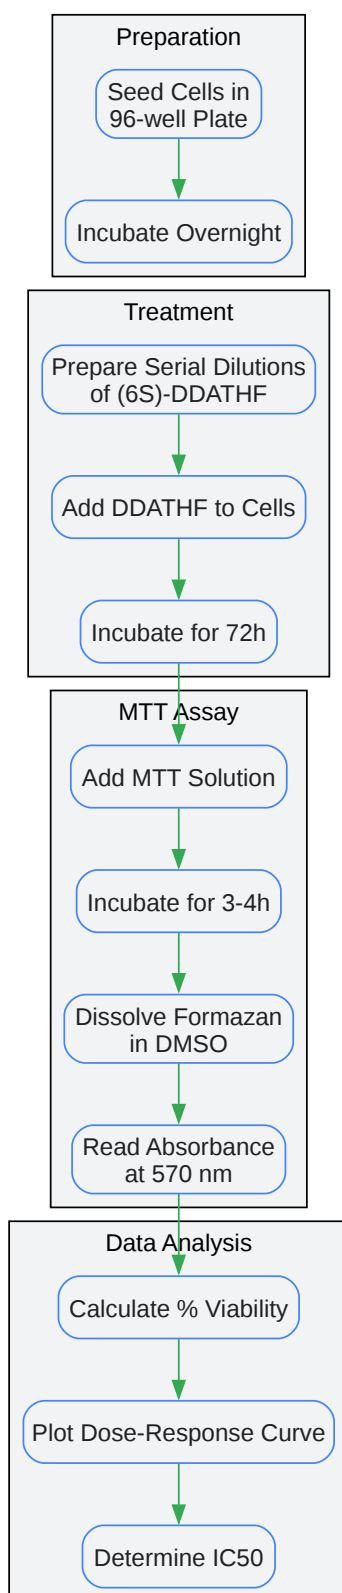 Preparation
Seed Cells in
96-well Plate
Incubate Overnight
Treatment
Prepare Serial Dilutions
of (6S)-DDATHF
Add DDATHF to Cells
Incubate for 72h
MTT Assay
Add MTT Solution
Incubate for 3-4h
Dissolve Formazan
in DMSO
Read Absorbance
at 570 nm
Data Analysis
Calculate % Viability
Plot Dose-Response Curve
Determine IC50